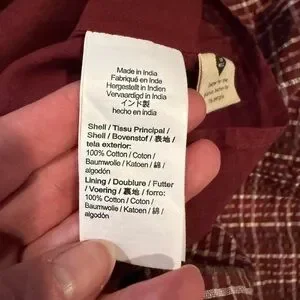 Made in India
Fabriqué en Inde
Hergestellt in Indien
Vervaardigd in India
インド製
hecho en India
Shell / Tissu Principal /
Shell / Bovenstof / 表地 /
tela exterior:
100% Cotton / Coton /
Baumwolle / Katoen / 綿 /
algodón
Lining / Doublure / Futter
/ Voering / 裏地 / forro:
100% Cotton / Coton /
Baumwolle / Katoen / 綿 /
algodón